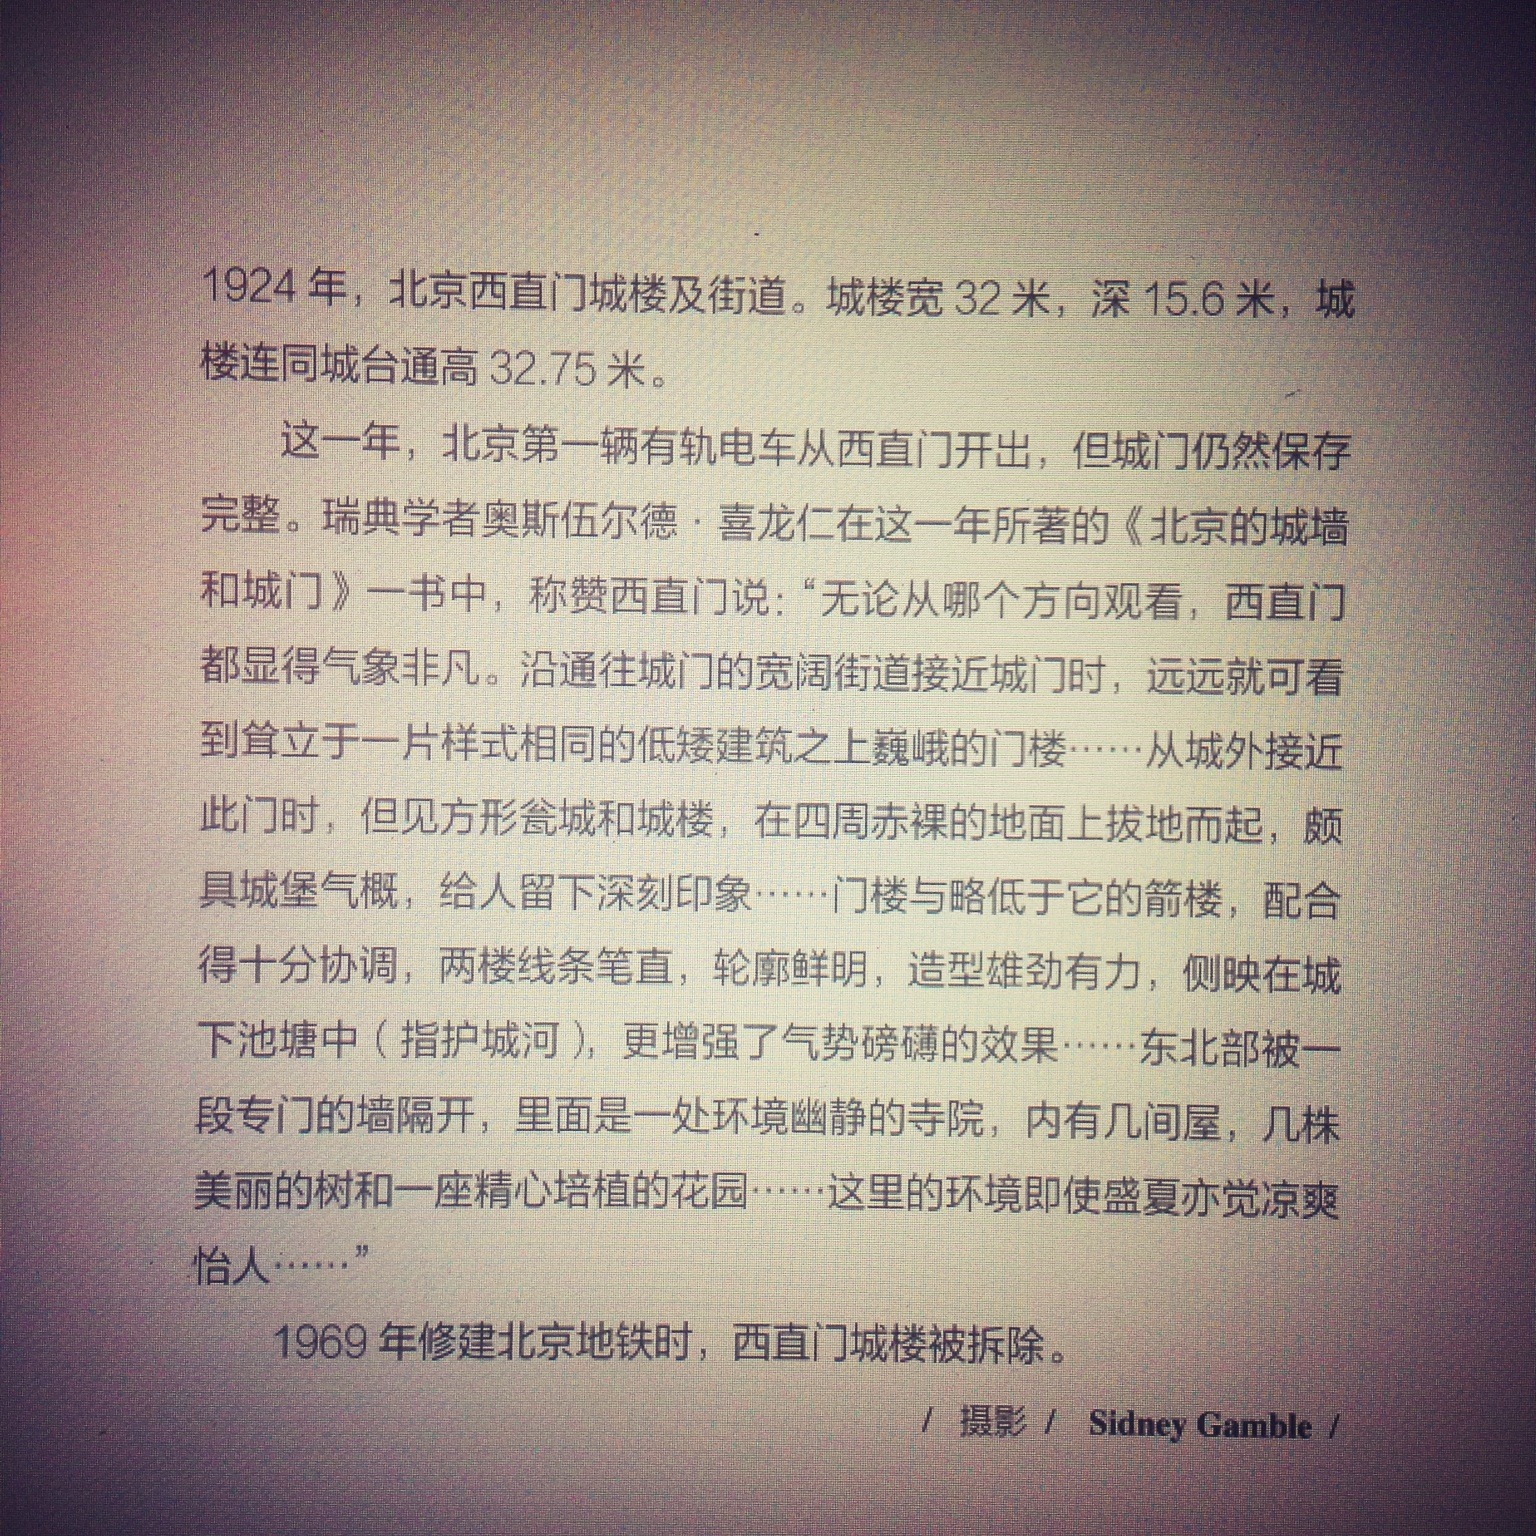 1924 年，北京西直门城楼及街道。城楼宽 32 米，深 15.6 米，城
楼连同城台通高 32.75 米。
这一年，北京第一辆有轨电车从西直门开出，但城门仍然保存
完整。瑞典学者奥斯伍尔德 · 喜龙仁在这一年所著的《北京的城墙
和城门》一书中，称赞西直门说：“无论从哪个方向观看，西直门
都显得气象非凡。沿通往城门的宽阔街道接近城门时，远远就可看
到耸立于一片样式相同的低矮建筑之上巍峨的门楼……从城外接近
此门时，但见方形瓮城和城楼，在四周赤裸的地面上拔地而起，颇
具城堡气概，给人留下深刻印象……门楼与略低于它的箭楼，配合
得十分协调，两楼线条笔直，轮廓鲜明，造型雄劲有力，侧映在城
下池塘中（指护城河），更增强了气势磅礴的效果……东北部被一
段专门的墙隔开，里面是一处环境幽静的寺院，内有几间屋，几株
美丽的树和一座精心培植的花园……这里的环境即使盛夏亦觉凉爽
怡人……”
1969 年修建北京地铁时，西直门城楼被拆除。
/ 摄影 / Sidney Gamble /